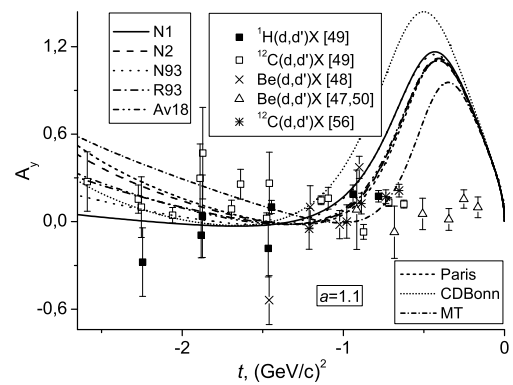 N1
N2
N93
R93
Av18
¹H(d,d')X [49]
¹²C(d,d')X [49]
Be(d,d')X [48]
Be(d,d')X [47,50]
¹²C(d,d')X [56]
1,2
0,6
0,0
-0,6
A_y
a=1.1
Paris
CDBonn
MT
-2
-1
0
t, (GeV/c)²